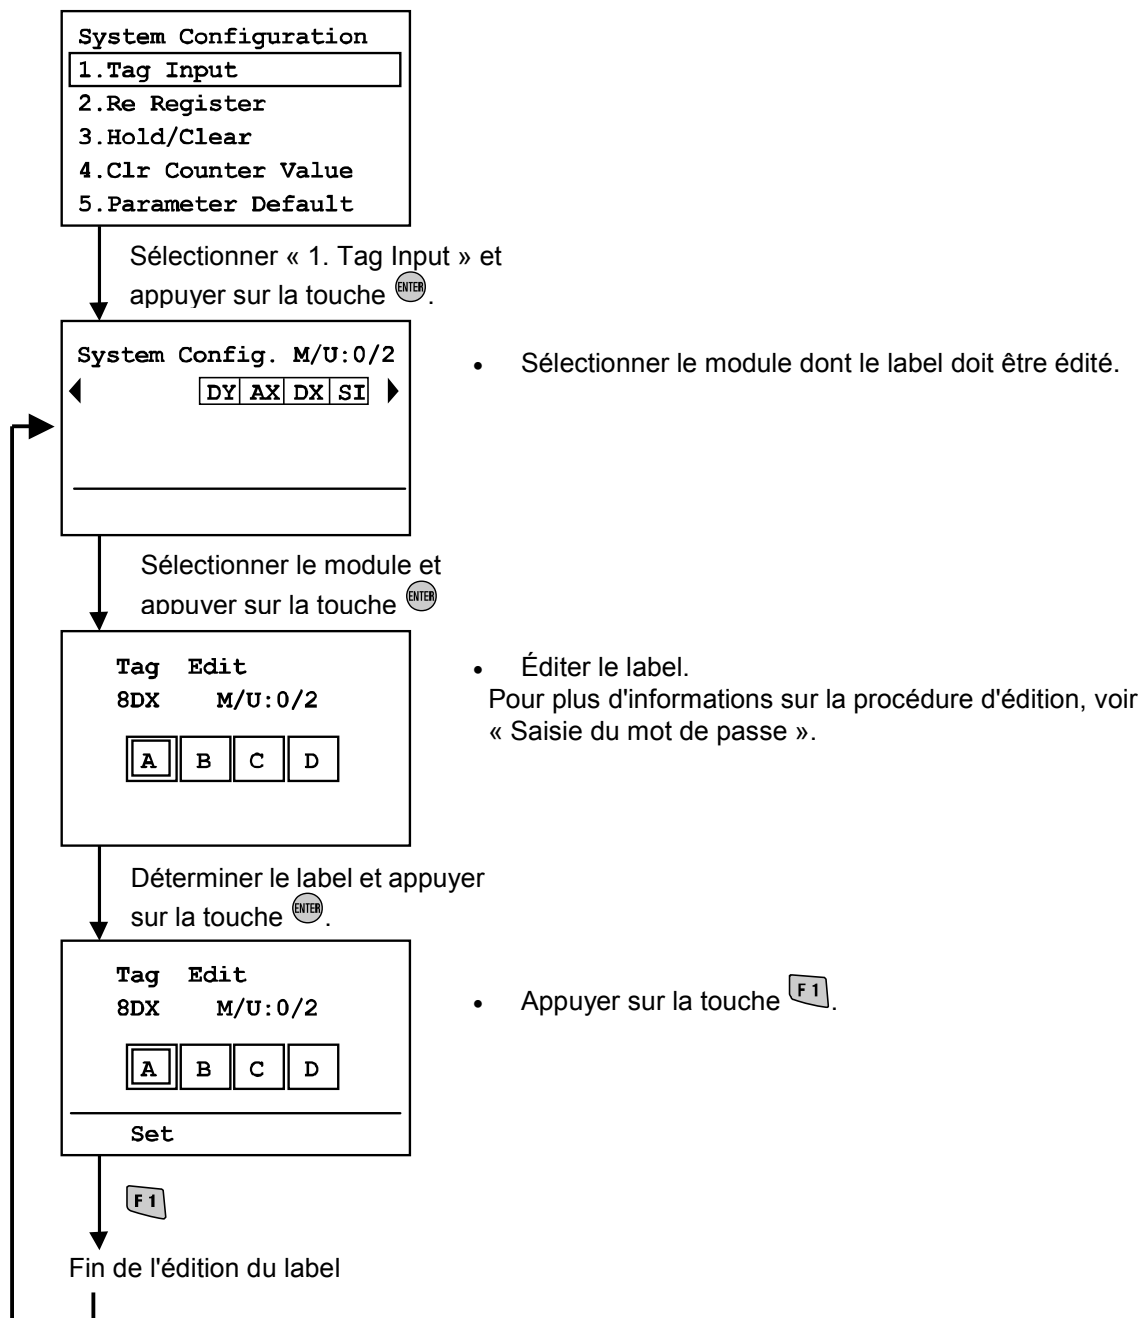 System Configuration
1.Tag Input
2.Re Register
3.Hold/Clear
4.Clr Counter Value
5.Parameter Default
Sélectionner « 1. Tag Input » et
appuyer sur la touche ENTER.
System Config. M/U:0/2
DY AX DX SI
• Sélectionner le module dont le label doit être édité.
Sélectionner le module et
appuyer sur la touche ENTER
Tag Edit
8DX M/U:0/2
A B C D
• Éditer le label.
Pour plus d'informations sur la procédure d'édition, voir
« Saisie du mot de passe ».
Déterminer le label et appuyer
sur la touche ENTER.
Tag Edit
8DX M/U:0/2
A B C D
Set
• Appuyer sur la touche F1.
F1
Fin de l'édition du label